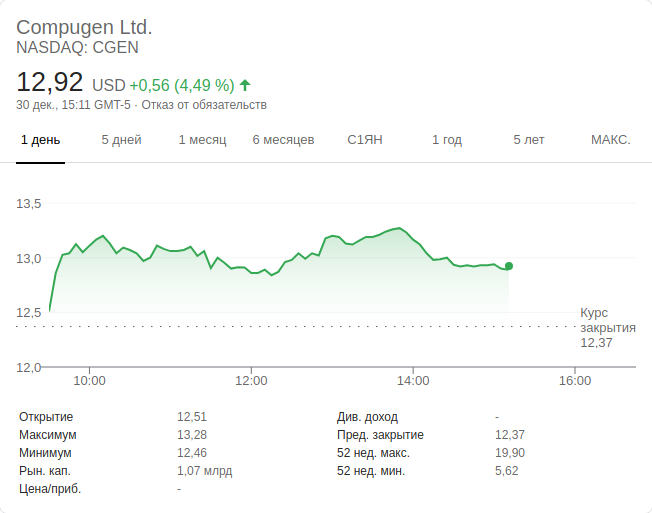 Compugen Ltd.
NASDAQ: CGEN
12,92 USD +0,56 (4,49 %)
30 дек., 15:11 GMT-5 · Отказ от обязательств
1 день 5 дней 1 месяц 6 месяцев С1ЯН 1 год 5 лет МАКС.
13,5
13,0
12,5
Курс
закрытия
12,37
12,0
10:00 12:00 14:00 16:00
Открытие 12,51 Див. доход -
Максимум 13,28 Пред. закрытие 12,37
Минимум 12,46 52 нед. макс. 19,90
Рын. кап. 1,07 млрд 52 нед. мин. 5,62
Цена/приб. -